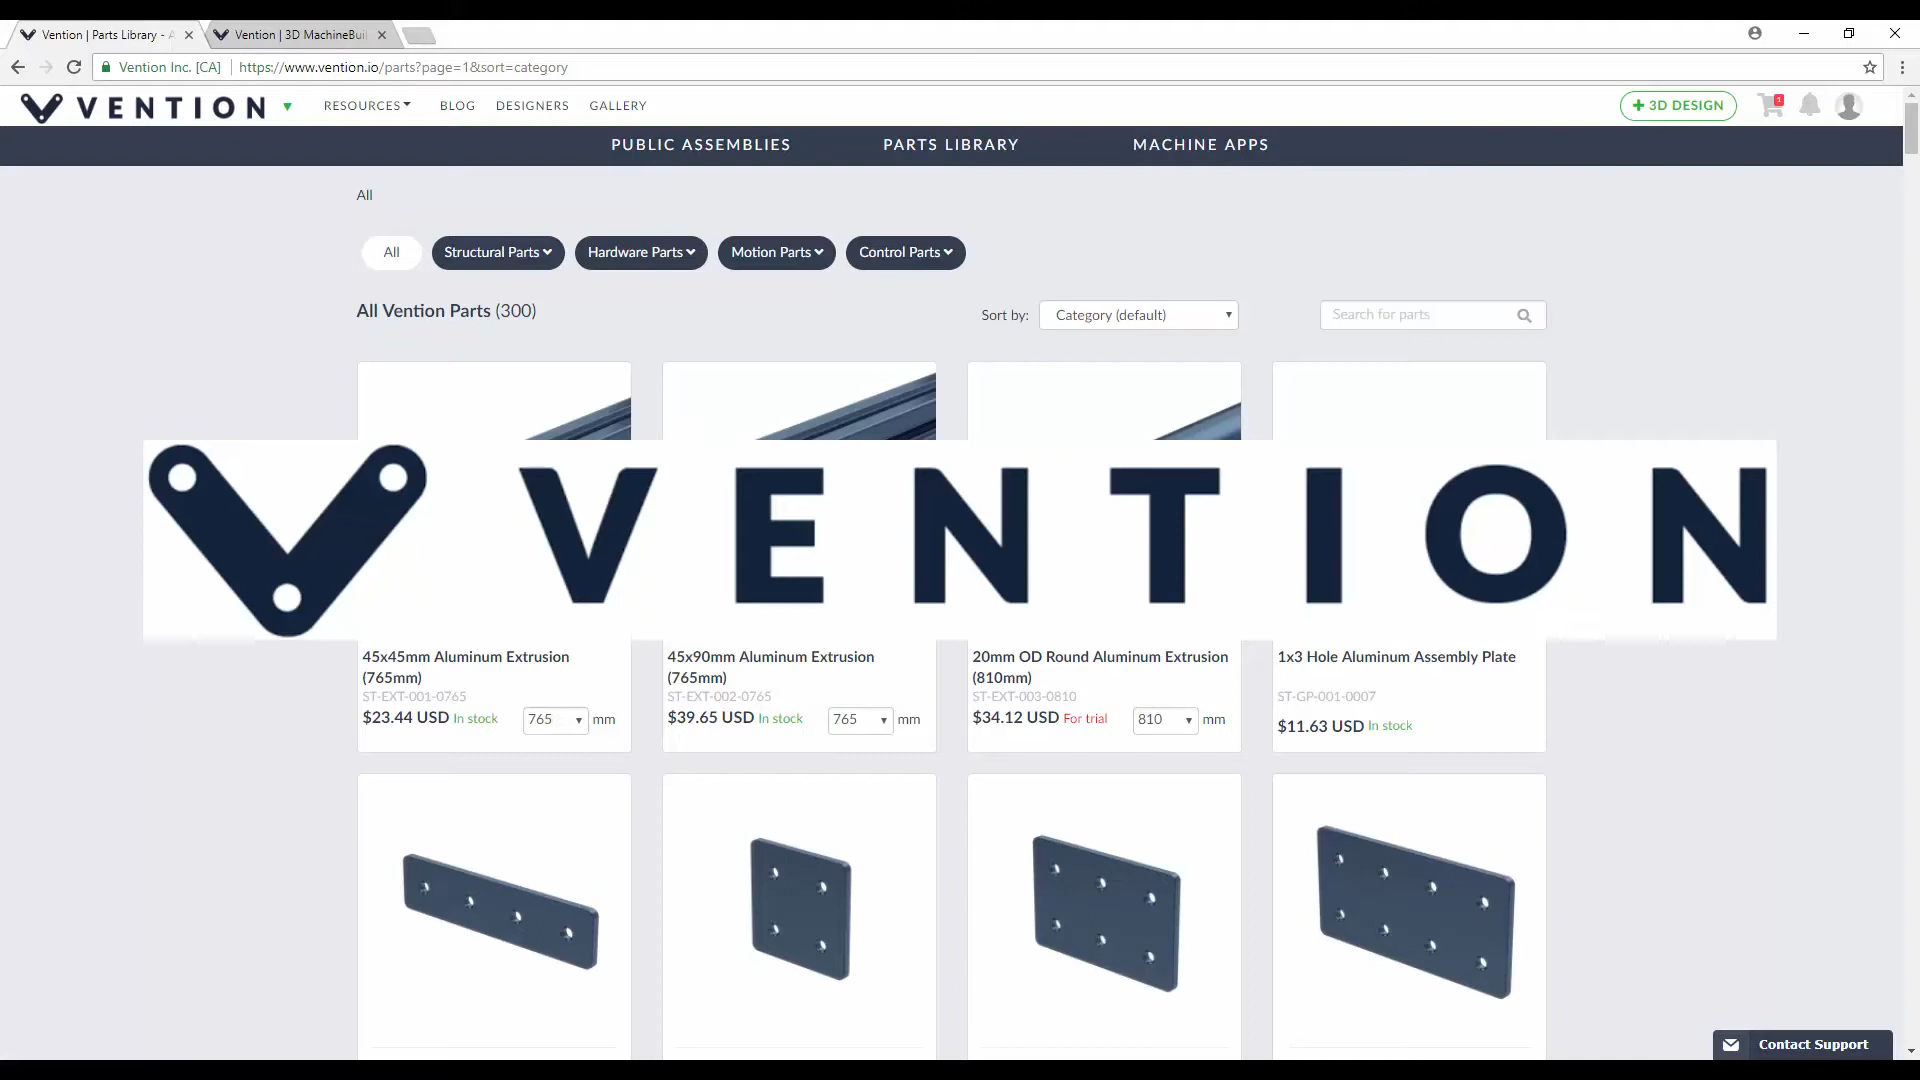 Vention | Parts Library - A
Vention | 3D MachineBui
Vention Inc. [CA] https://www.vention.io/parts?page=1&sort=category
VENTION RESOURCES BLOG DESIGNERS GALLERY + 3D DESIGN 1
PUBLIC ASSEMBLIES PARTS LIBRARY MACHINE APPS
All
All Structural Parts Hardware Parts Motion Parts Control Parts
All Vention Parts (300) Sort by: Category (default) Search for parts
VENTION
45x45mm Aluminum Extrusion
(765mm)
ST-EXT-001-0765
$23.44 USD In stock 765 mm
45x90mm Aluminum Extrusion
(765mm)
ST-EXT-002-0765
$39.65 USD In stock 765 mm
20mm OD Round Aluminum Extrusion
(810mm)
ST-EXT-003-0810
$34.12 USD For trial 810 mm
1x3 Hole Aluminum Assembly Plate
ST-GP-001-0007
$11.63 USD In stock
Contact Support